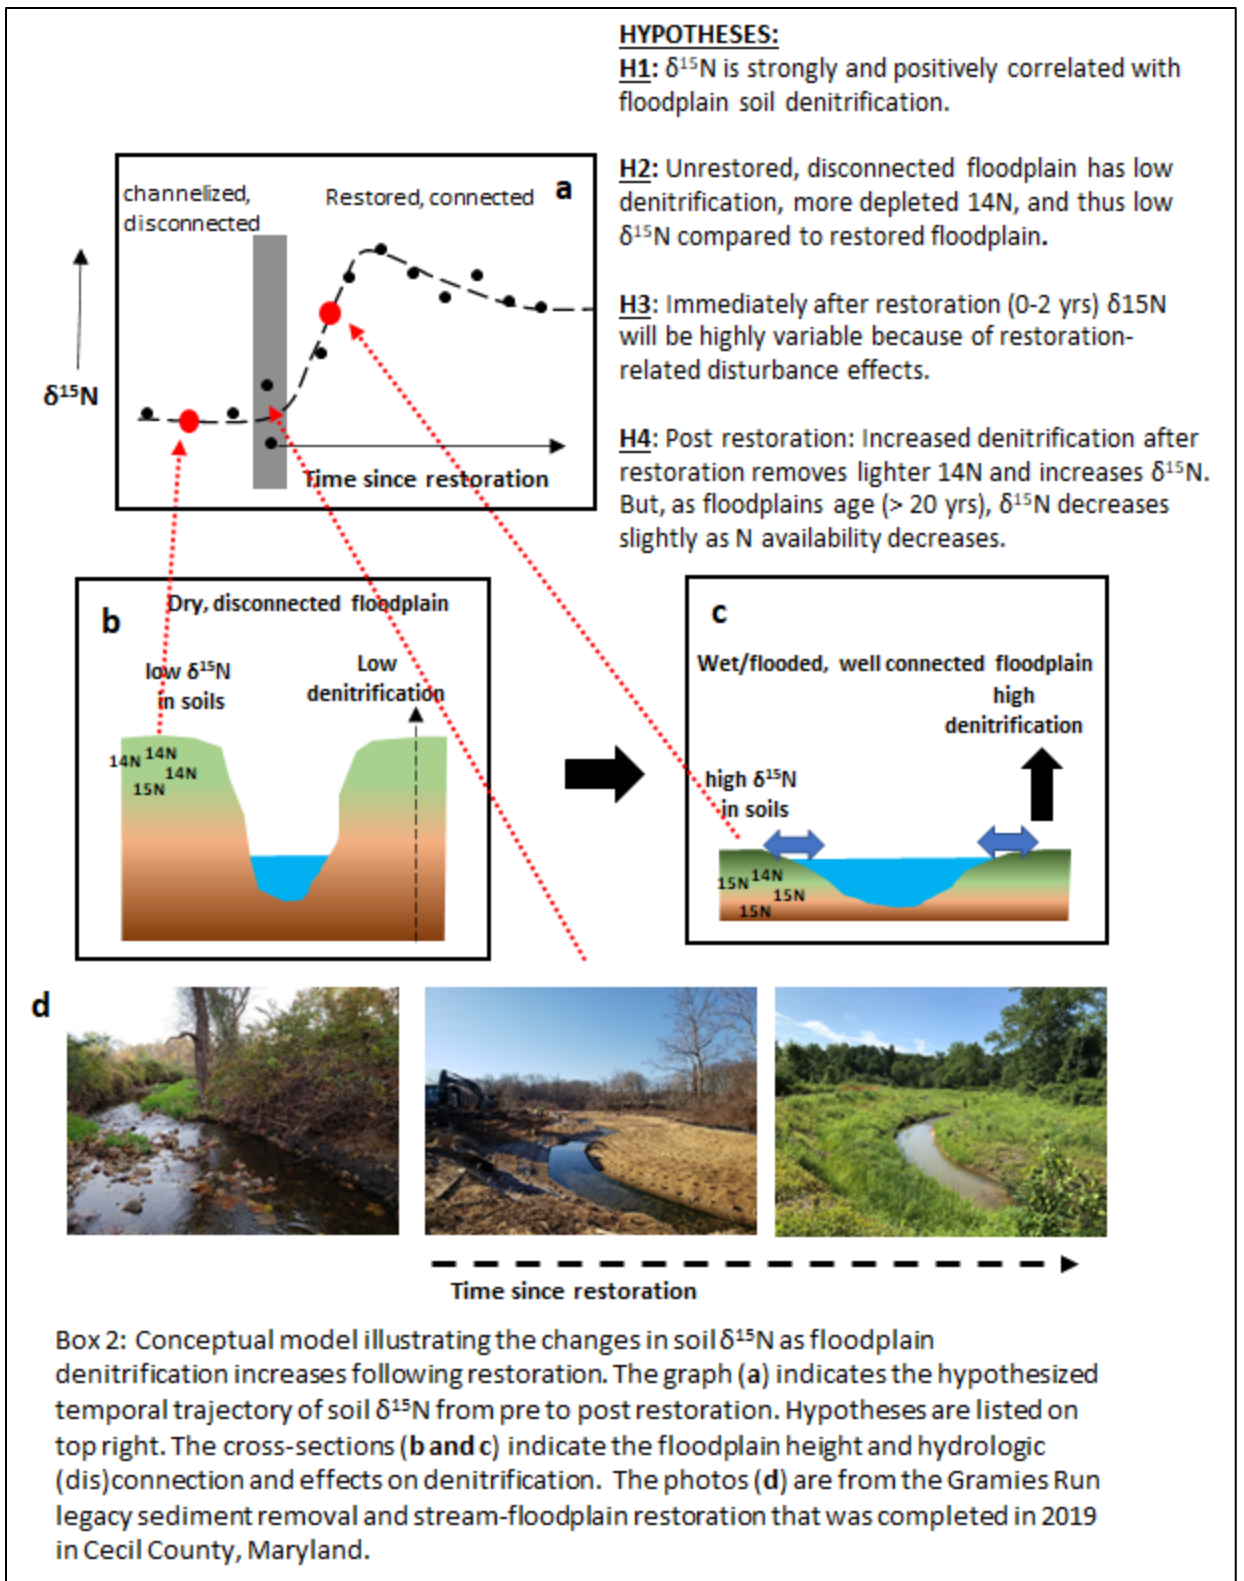 HYPOTHESES:
H1: δ¹⁵N is strongly and positively correlated with
floodplain soil denitrification.
H2: Unrestored, disconnected floodplain has low
denitrification, more depleted 14N, and thus low
δ¹⁵N compared to restored floodplain.
H3: Immediately after restoration (0-2 yrs) δ15N
will be highly variable because of restoration-
related disturbance effects.
H4: Post restoration: Increased denitrification after
restoration removes lighter 14N and increases δ¹⁵N.
But, as floodplains age (> 20 yrs), δ¹⁵N decreases
slightly as N availability decreases.
channelized,
disconnected
Restored, connected
a
δ¹⁵N
Time since restoration
b
Dry, disconnected floodplain
low δ¹⁵N
in soils
Low
denitrification
14N
14N
14N
15N
c
Wet/flooded, well connected floodplain
high
denitrification
high δ¹⁵N
in soils
15N
14N
15N
15N
d
Time since restoration
Box 2: Conceptual model illustrating the changes in soil δ¹⁵N as floodplain
denitrification increases following restoration. The graph (a) indicates the hypothesized
temporal trajectory of soil δ¹⁵N from pre to post restoration. Hypotheses are listed on
top right. The cross-sections (b and c) indicate the floodplain height and hydrologic
(dis)connection and effects on denitrification. The photos (d) are from the Gramies Run
legacy sediment removal and stream-floodplain restoration that was completed in 2019
in Cecil County, Maryland.